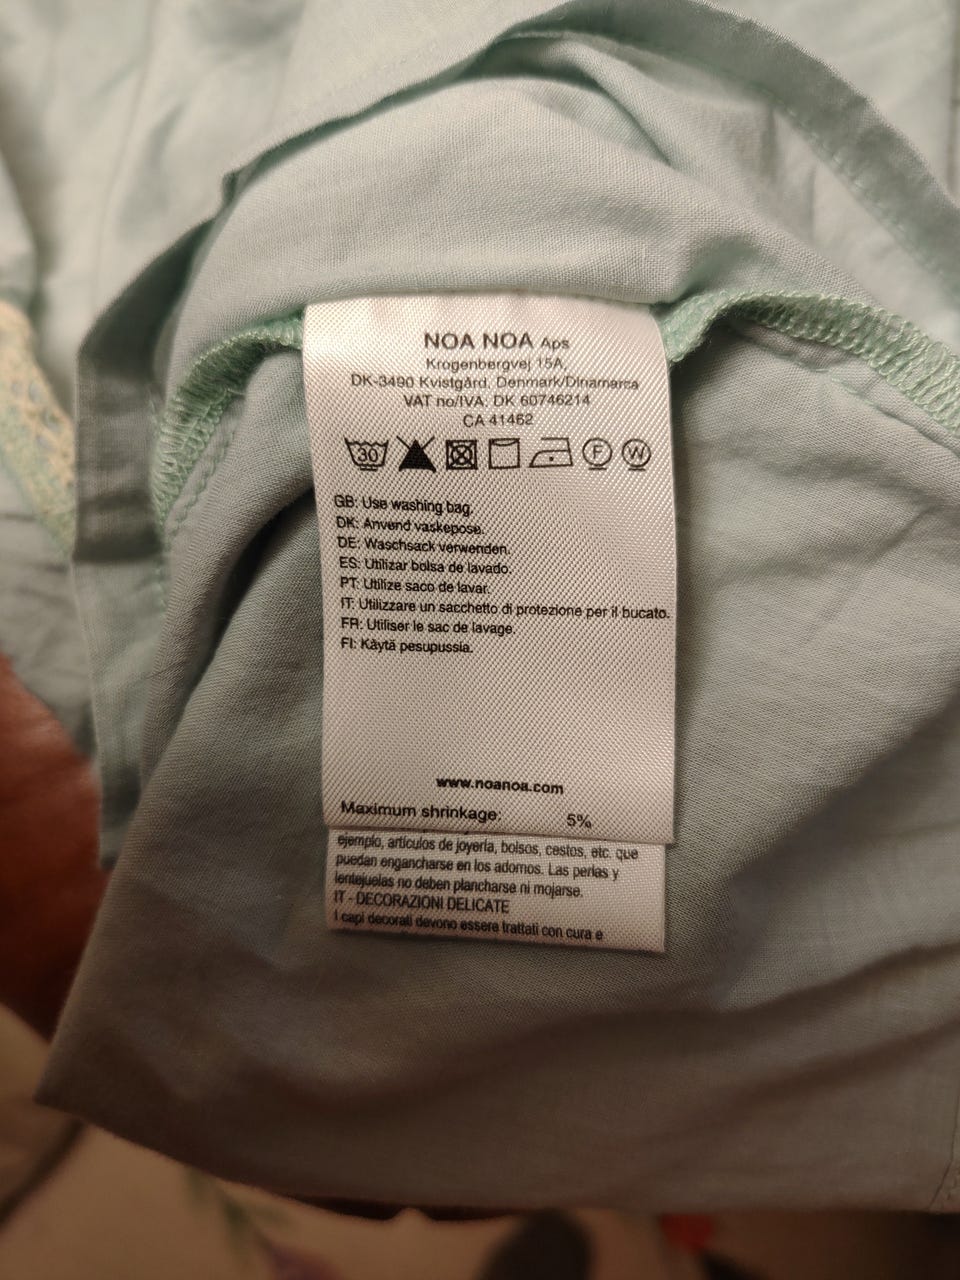 NOA NOA Aps
Krogenbergvej 15A,
DK-3490 Kvistgård, Denmark/Dinamarca
VAT no/IVA: DK 60746214
CA 41462
30 F W
GB: Use washing bag.
DK: Anvend vaskepose.
DE: Waschsack verwenden.
ES: Utilizar bolsa de lavado.
PT: Utilize saco de lavar.
IT: Utilizzare un sacchetto di protezione per il bucato.
FR: Utiliser le sac de lavage.
FI: Käytä pesupussia.
www.noanoa.com
Maximum shrinkage: 5%
ejemplo, artículos de joyería, bolsos, cestos, etc. que
puedan engancharse en los adornos. Las perlas y
lentejuelas no deben plancharse ni mojarse.
IT - DECORAZIONI DELICATE
I capi decorati devono essere trattati con cura e